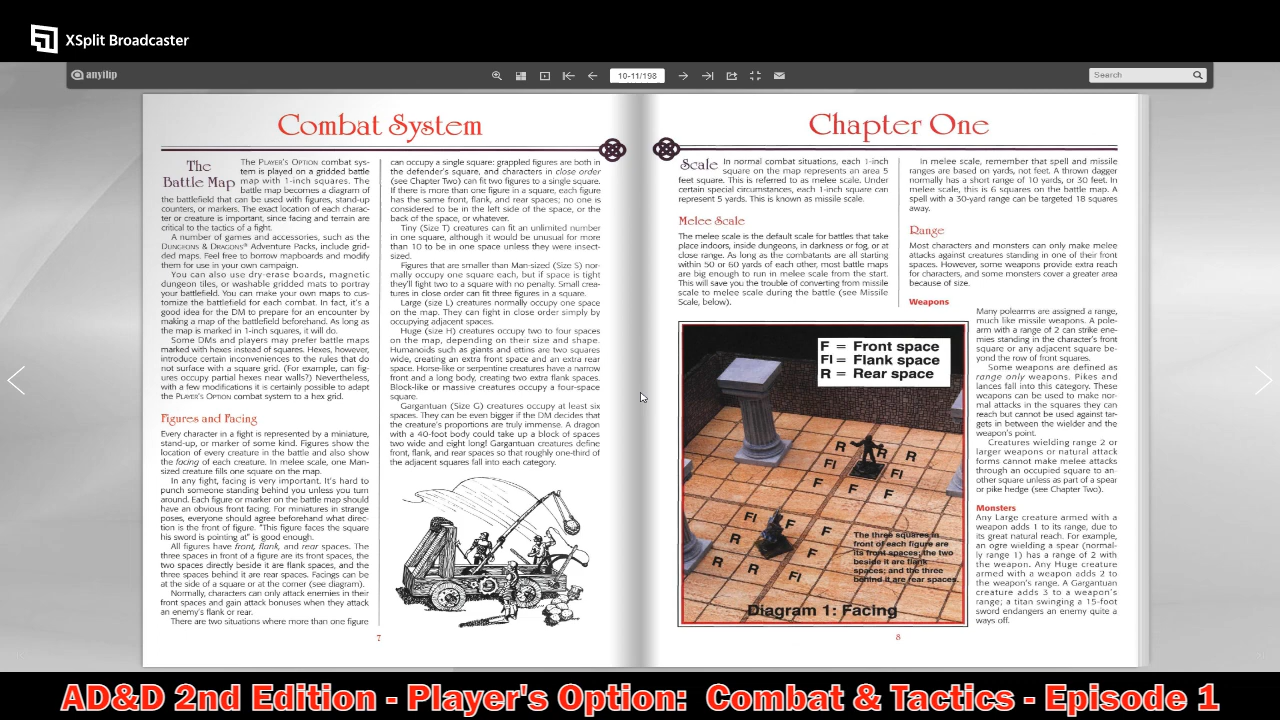 XSplit Broadcaster
anyflip
10-11/198
Search
Combat System
The
Battle Map
The PLAYER'S OPTION combat sys-
tem is played on a gridded battle
map with 1-inch squares. The
battle map becomes a diagram of
the battlefield that can be used with figures, stand-up
counters, or markers. The exact location of each charac-
ter or creature is important, since facing and terrain are
critical to the tactics of a fight.
A number of games and accessories, such as the
DUNGEONS & DRAGONS® Adventure Packs, include grid-
ded maps. Feel free to borrow mapboards and modify
them for use in your own campaign.
You can also use dry-erase boards, magnetic
dungeon tiles, or washable gridded mats to portray
your battlefield. You can make your own maps to cus-
tomize the battlefield for each combat. In fact, it's a
good idea for the DM to prepare for an encounter by
making a map of the battlefield beforehand. As long as
the map is marked in 1-inch squares, it will do.
Some DMs and players may prefer battle maps
marked with hexes instead of squares. Hexes, however,
introduce certain inconveniences to the rules that do
not surface with a square grid. (For example, can fig-
ures occupy partial hexes near walls?) Nevertheless,
with a few modifications it is certainly possible to adapt
the PLAYER'S OPTION combat system to a hex grid.
Figures and Facing
Every character in a fight is represented by a miniature,
stand-up, or marker of some kind. Figures show the
location of every creature in the battle and also show
the facing of each creature. In melee scale, one Man-
sized creature fills one square on the map.
In any fight, facing is very important. It's hard to
punch someone standing behind you unless you turn
around. Each figure or marker on the battle map should
have an obvious front facing. For miniatures in strange
poses, everyone should agree beforehand what direc-
tion is the front of figure. "This figure faces the square
his sword is pointing at" is good enough.
All figures have front, flank, and rear spaces. The
three spaces in front of a figure are its front spaces, the
two spaces directly beside it are flank spaces, and the
three spaces behind it are rear spaces. Facings can be
at the side of a square or at the corner (see diagram).
Normally, characters can only attack enemies in their
front spaces and gain attack bonuses when they attack
an enemy's flank or rear.
There are two situations where more than one figure
can occupy a single square: grappled figures are both in
the defender's square, and characters in close order
(see Chapter Two) can fit two figures to a single square.
If there is more than one figure in a square, each figure
has the same front, flank, and rear spaces; no one is
considered to be in the left side of the space, or the
back of the space, or whatever.
Tiny (Size T) creatures can fit an unlimited number
in one square, although it would be unusual for more
than 10 to be in one space unless they were insect-
sized.
Figures that are smaller than Man-sized (Size S) nor-
mally occupy one square each, but if space is tight
they'll fight two to a square with no penalty. Small crea-
tures in close order can fit three figures in a square.
Large (size L) creatures normally occupy one space
on the map. They can fight in close order simply by
occupying adjacent spaces.
Huge (size H) creatures occupy two to four spaces
on the map, depending on their size and shape.
Humanoids such as giants and ettins are two squares
wide, creating an extra front space and an extra rear
space. Horse-like or serpentine creatures have a narrow
front and a long body, creating two extra flank spaces.
Block-like or massive creatures occupy a four-space
square.
Gargantuan (Size G) creatures occupy at least six
spaces. They can be even bigger if the DM decides that
the creature's proportions are truly immense. A dragon
with a 40-foot body could take up a block of spaces
two wide and eight long! Gargantuan creatures define
front, flank, and rear spaces so that roughly one-third of
the adjacent squares fall into each category.
7
Chapter One
Scale
In normal combat situations, each 1-inch
square on the map represents an area 5
feet square. This is referred to as melee scale. Under
certain special circumstances, each 1-inch square can
represent 5 yards. This is known as missile scale.
Melee Scale
The melee scale is the default scale for battles that take
place indoors, inside dungeons, in darkness or fog, or at
close range. As long as the combatants are all starting
within 50 or 60 yards of each other, most battle maps
are big enough to run in melee scale from the start.
This will save you the trouble of converting from missile
scale to melee scale during the battle (see Missile
Scale, below).
F = Front space
Fl = Flank space
R = Rear space
R
R
R
Fl
Fl
F
F
F
Fl
F
F
R
F
R
R
Fl
The three squares in
front of each figure are
its front spaces; the two
beside it are flank
spaces; and the three
behind it are rear spaces.
Diagram 1: Facing
In melee scale, remember that spell and missile
ranges are based on yards, not feet. A thrown dagger
normally has a short range of 10 yards, or 30 feet. In
melee scale, this is 6 squares on the battle map. A
spell with a 30-yard range can be targeted 18 squares
away.
Range
Most characters and monsters can only make melee
attacks against creatures standing in one of their front
spaces. However, some weapons provide extra reach
for characters, and some monsters cover a greater area
because of size.
Weapons
Many polearms are assigned a range,
much like missile weapons. A pole-
arm with a range of 2 can strike ene-
mies standing in the character's front
square or any adjacent square be-
yond the row of front squares.
Some weapons are defined as
range only weapons. Pikes and
lances fall into this category. These
weapons can be used to make nor-
mal attacks in the squares they can
reach but cannot be used against tar-
gets in between the wielder and the
weapon's point.
Creatures wielding range 2 or
larger weapons or natural attack
forms cannot make melee attacks
through an occupied square to an-
other square unless as part of a spear
or pike hedge (see Chapter Two).
Monsters
Any Large creature armed with a
weapon adds 1 to its range, due to
its great natural reach. For example,
an ogre wielding a spear (normal-
ly range 1) has a range of 2 with
the weapon. Any Huge creature
armed with a weapon adds 2 to
the weapon's range. A Gargantuan
creature adds 3 to a weapon's
range; a titan swinging a 15-foot
sword endangers an enemy quite a
ways off.
8
AD&D 2nd Edition - Player's Option: Combat & Tactics - Episode 1